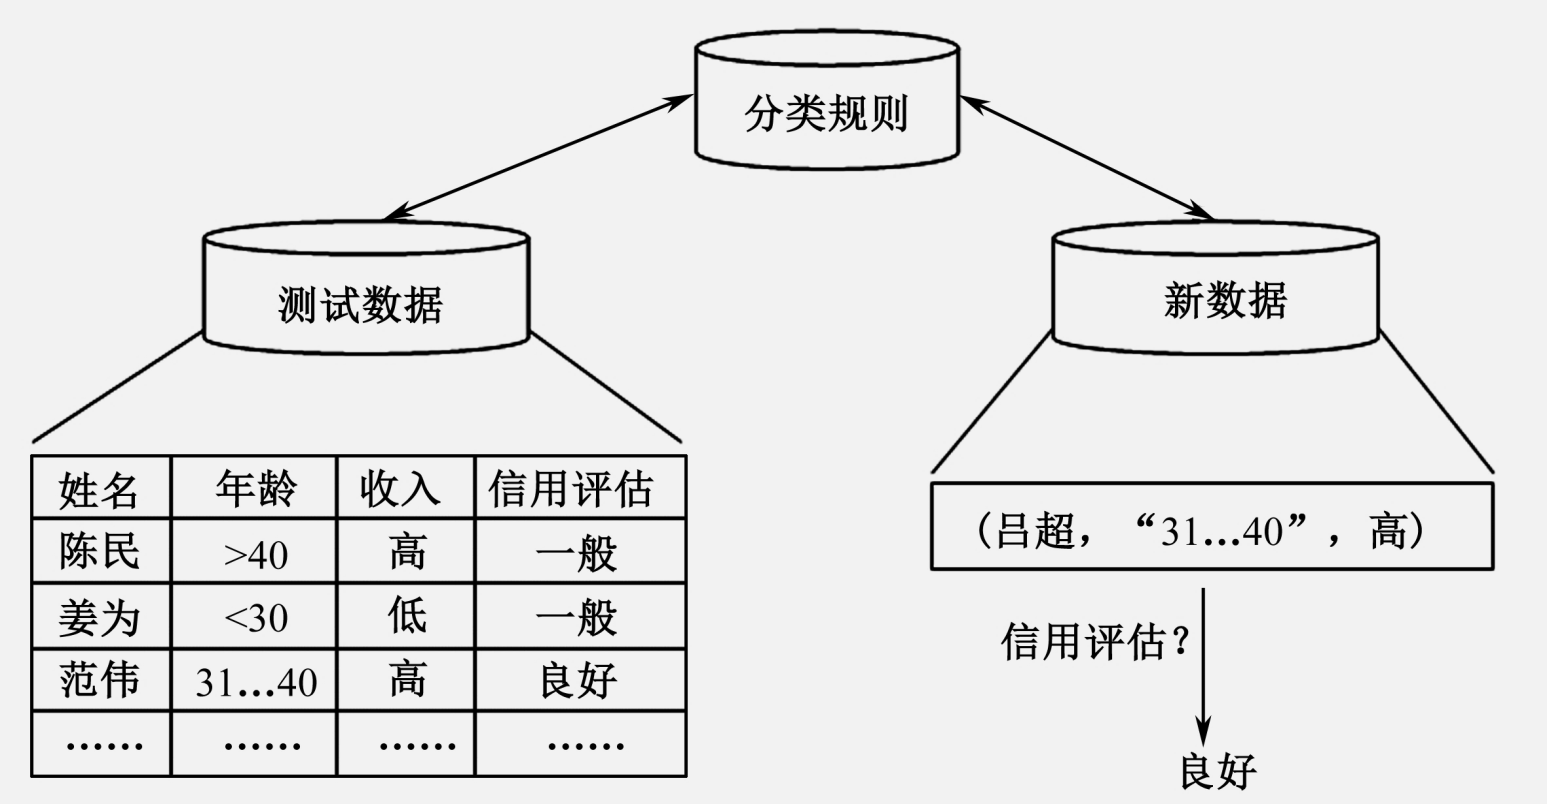 分类规则
测试数据
新数据
姓名 年龄 收入 信用评估
陈民 >40 高 一般
姜为 <30 低 一般
范伟 31...40 高 良好
...... ...... ...... ......
(吕超，“31...40”，高)
信用评估？
良好